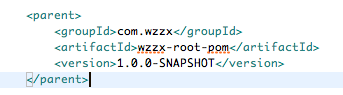 <parent>
<groupId>com.wzzx</groupId>
<artifactId>wzzx-root-pom</artifactId>
<version>1.0.0-SNAPSHOT</version>
</parent>